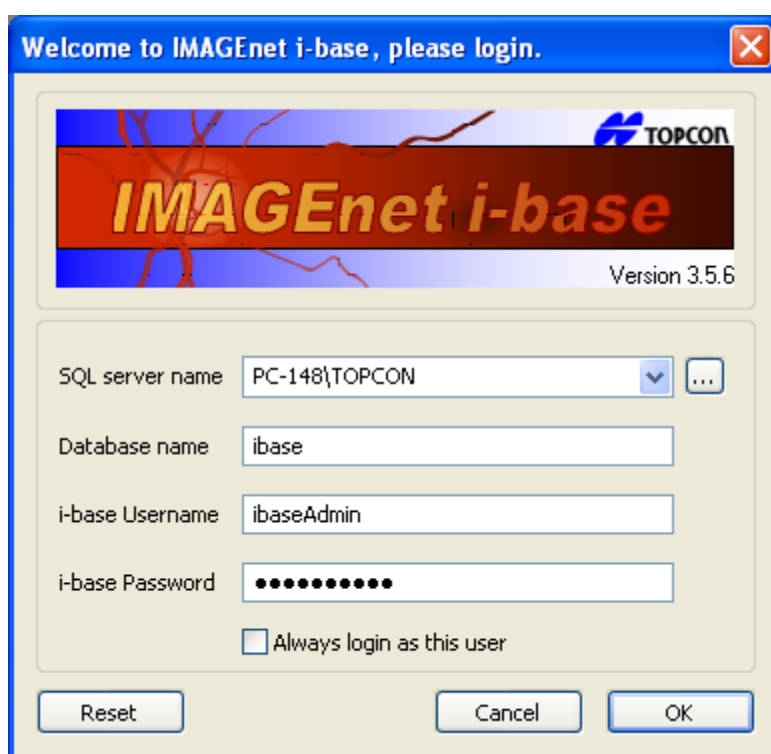 Welcome to IMAGEnet i-base, please login.
TOPCON
IMAGEnet i-base
Version 3.5.6
SQL server name PC-148\TOPCON ...
Database name ibase
i-base Username ibaseAdmin
i-base Password ●●●●●●●●●●
Always login as this user
Reset Cancel OK